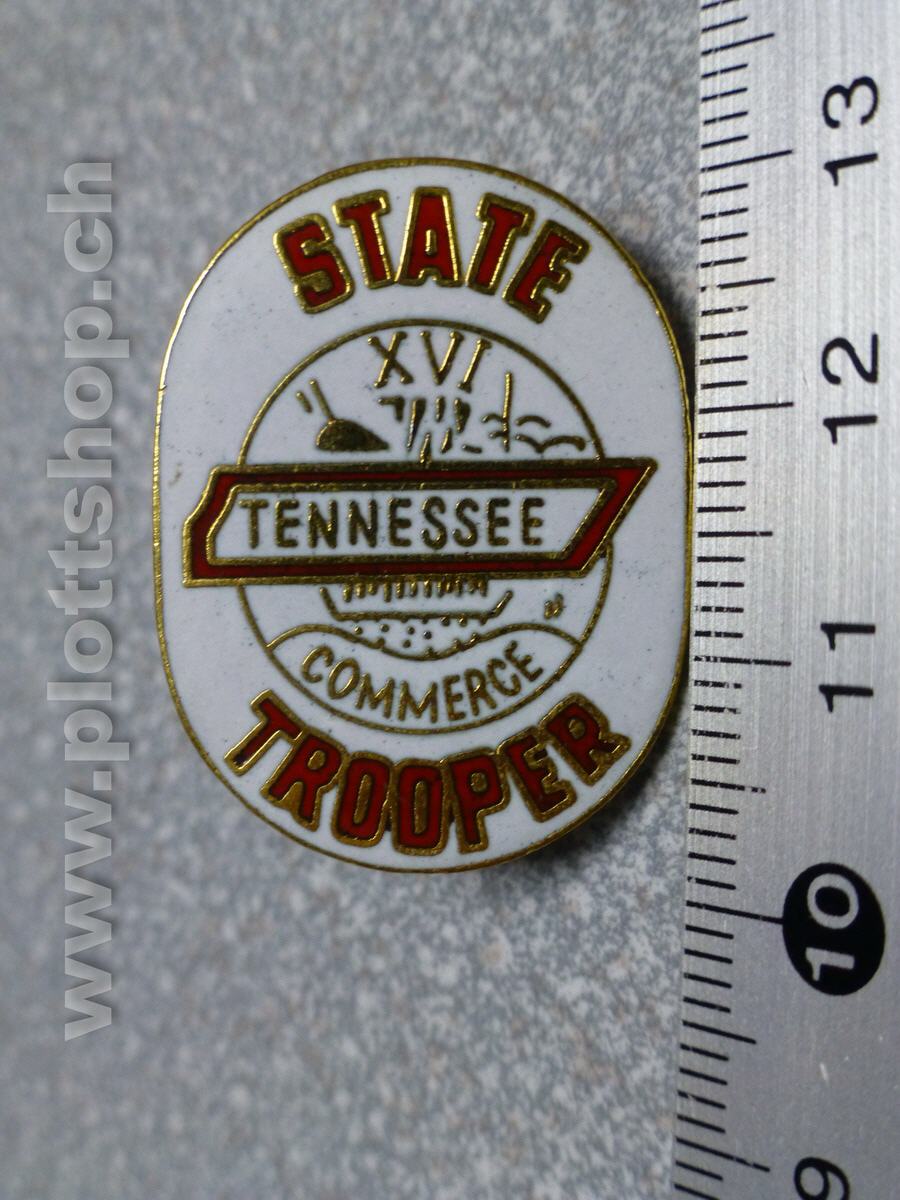 STATE
XVI
TENNESSEE
COMMERCE
TROOPER
13
12
11
10
9
www.plottshop.ch